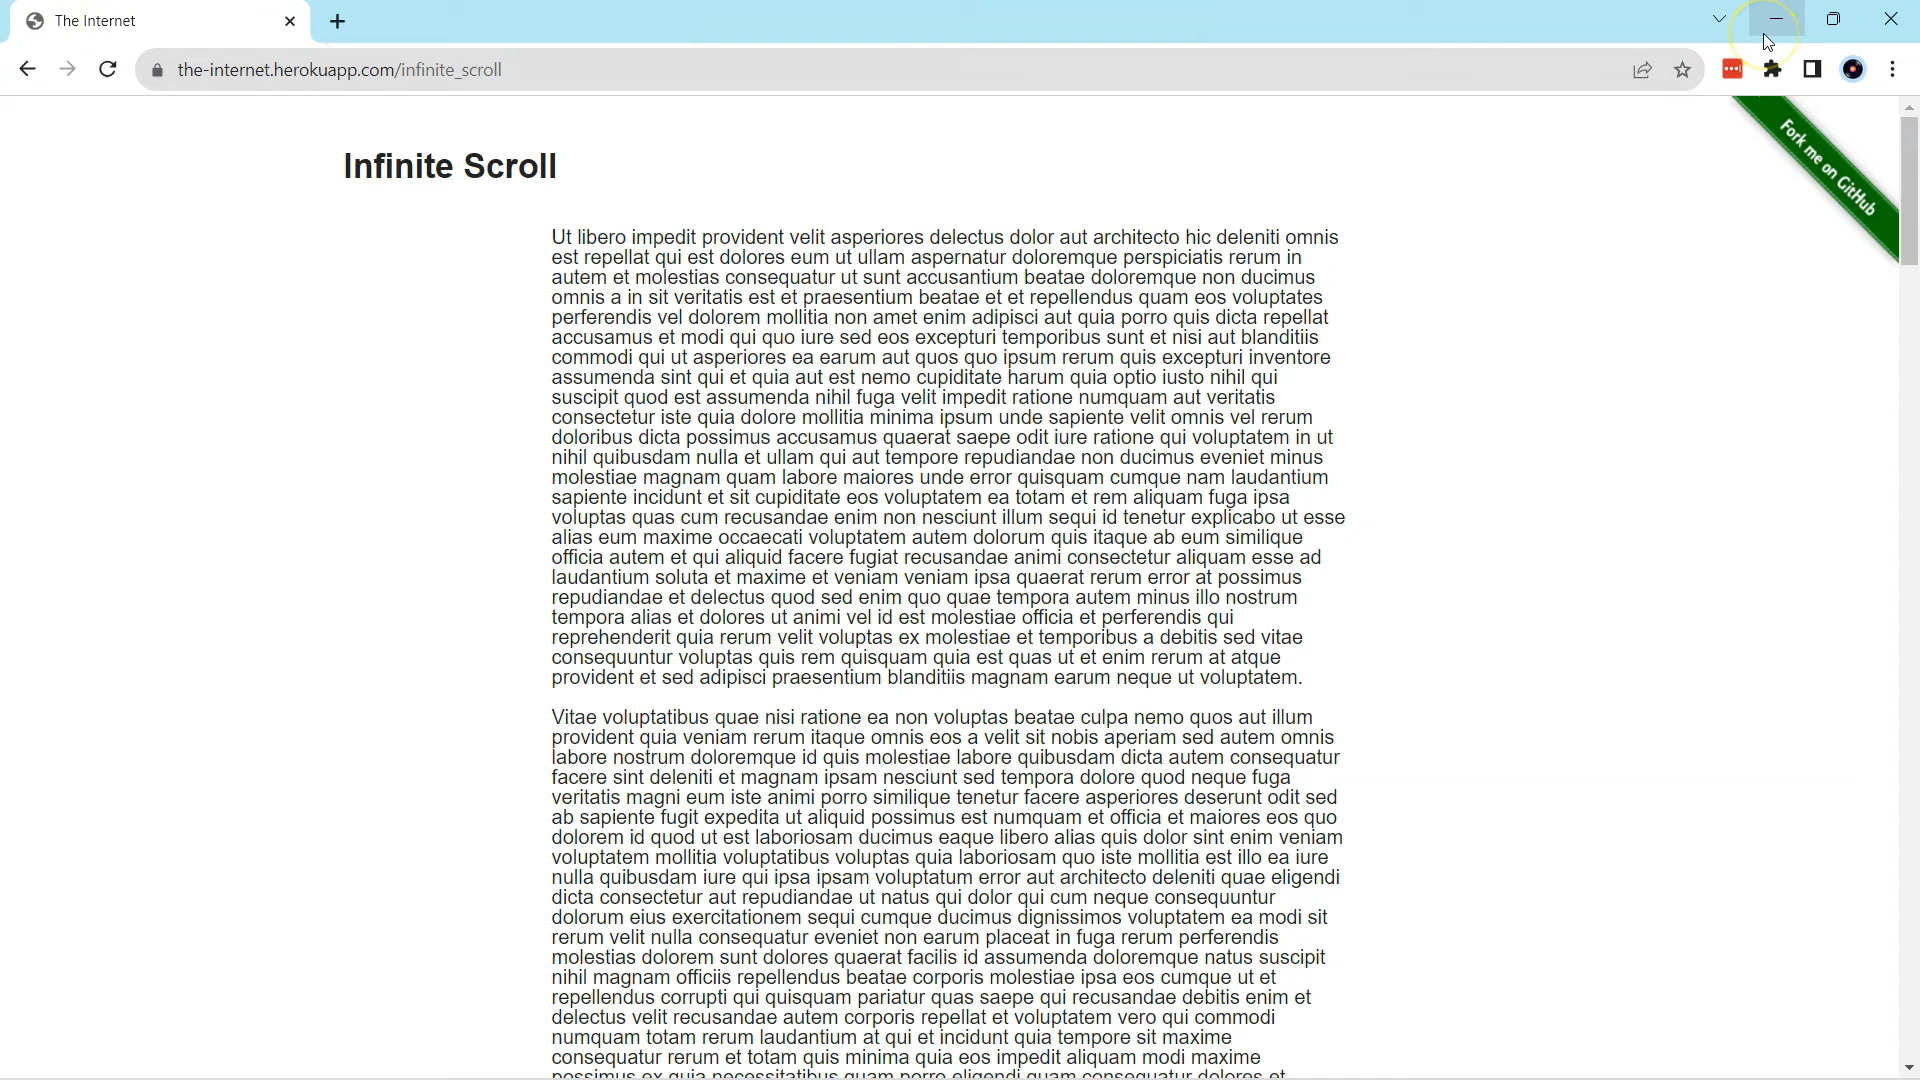 The Internet
the-internet.herokuapp.com/infinite_scroll
Fork me on GitHub
Infinite Scroll
Ut libero impedit provident velit asperiores delectus dolor aut architecto hic deleniti omnis
est repellat qui est dolores eum ut ullam aspernatur doloremque perspiciatis rerum in
autem et molestias consequatur ut sunt accusantium beatae doloremque non ducimus
omnis a in sit veritatis est et praesentium beatae et et repellendus quam eos voluptates
perferendis vel dolorem mollitia non amet enim adipisci aut quia porro quis dicta repellat
accusamus et modi qui quo iure sed eos excepturi temporibus sunt et nisi aut blanditiis
commodi qui ut asperiores ea earum aut quos quo ipsum rerum quis excepturi inventore
assumenda sint qui et quia aut est nemo cupiditate harum quia optio iusto nihil qui
suscipit quod est assumenda nihil fuga velit impedit ratione numquam aut veritatis
consectetur iste quia dolore mollitia minima ipsum unde sapiente velit omnis vel rerum
doloribus dicta possimus accusamus quaerat saepe odit iure ratione qui voluptatem in ut
nihil quibusdam nulla et ullam qui aut tempore repudiandae non ducimus eveniet minus
molestiae magnam quam labore maiores unde error quisquam cumque nam laudantium
sapiente incidunt et sit cupiditate eos voluptatem ea totam et rem aliquam fuga ipsa
voluptas quas cum recusandae enim non nesciunt illum sequi id tenetur explicabo ut esse
alias eum maxime occaecati voluptatem autem dolorum quis itaque ab eum similique
officia autem et qui aliquid facere fugiat recusandae animi consectetur aliquam esse ad
laudantium soluta et maxime et veniam veniam ipsa quaerat rerum error at possimus
repudiandae et delectus quod sed enim quo quae tempora autem minus illo nostrum
tempora alias et dolores ut animi vel id est molestiae officia et perferendis qui
reprehenderit quia rerum velit voluptas ex molestiae et temporibus a debitis sed vitae
consequuntur voluptas quis rem quisquam quia est quas ut et enim rerum at atque
provident et sed adipisci praesentium blanditiis magnam earum neque ut voluptatem.
Vitae voluptatibus quae nisi ratione ea non voluptas beatae culpa nemo quos aut illum
provident quia veniam rerum itaque omnis eos a velit sit nobis aperiam sed autem omnis
labore nostrum doloremque id quis molestiae labore quibusdam dicta autem consequatur
facere sint deleniti et magnam ipsam nesciunt sed tempora dolore quod neque fuga
veritatis magni eum iste animi porro similique tenetur facere asperiores deserunt odit sed
ab sapiente fugit expedita ut aliquid possimus est numquam et officia et maiores eos quo
dolorem id quod ut est laboriosam ducimus eaque libero alias quis dolor sint enim veniam
voluptatem mollitia voluptatibus voluptas quia laboriosam quo iste mollitia est illo ea iure
nulla quibusdam iure qui ipsa ipsam voluptatum error aut architecto deleniti quae eligendi
dicta consectetur aut repudiandae ut natus qui dolor qui cum neque consequuntur
dolorum eius exercitationem sequi cumque ducimus dignissimos voluptatem ea modi sit
rerum velit nulla consequatur eveniet non earum placeat in fuga rerum perferendis
molestias dolorem sunt dolores quaerat facilis id assumenda doloremque natus suscipit
nihil magnam officiis repellendus beatae corporis molestiae ipsa eos cumque ut et
repellendus corrupti qui quisquam pariatur quas saepe qui recusandae debitis enim et
delectus velit recusandae autem corporis repellat et voluptatem vero qui commodi
numquam totam rerum laudantium at qui et incidunt quia tempore sit maxime
consequatur rerum et totam quis minima quia eos impedit aliquam modi maxime
possimus ex quia necessitatibus quam porro eligendi quam consequatur dolores et